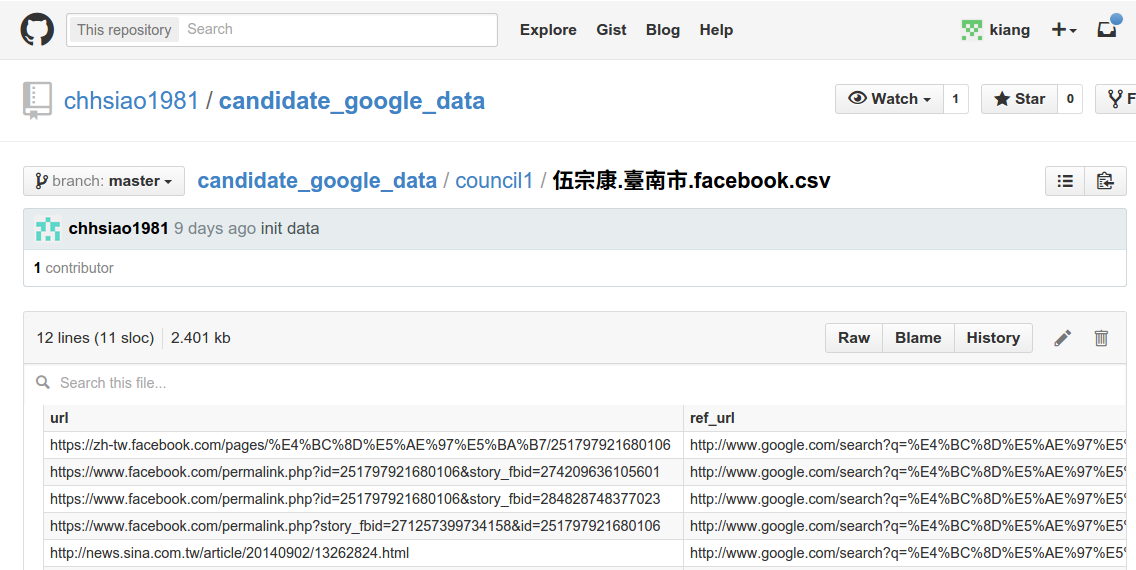 This repository Search Explore Gist Blog Help kiang
chhsiao1981 / candidate_google_data Watch 1 Star 0 F
branch: master candidate_google_data / council1 / 伍宗康.臺南市.facebook.csv
chhsiao1981 9 days ago init data
1 contributor
12 lines (11 sloc) 2.401 kb Raw Blame History
Search this file...
url ref_url
https://zh-tw.facebook.com/pages/%E4%BC%8D%E5%AE%97%E5%BA%B7/251797921680106 http://www.google.com/search?q=%E4%BC%8D%E5%AE%97%E5%
https://www.facebook.com/permalink.php?id=251797921680106&story_fbid=274209636105601 http://www.google.com/search?q=%E4%BC%8D%E5%AE%97%E5%
https://www.facebook.com/permalink.php?id=251797921680106&story_fbid=284828748377023 http://www.google.com/search?q=%E4%BC%8D%E5%AE%97%E5%
https://www.facebook.com/permalink.php?story_fbid=271257399734158&id=251797921680106 http://www.google.com/search?q=%E4%BC%8D%E5%AE%97%E5%
http://news.sina.com.tw/article/20140902/13262824.html http://www.google.com/search?q=%E4%BC%8D%E5%AE%97%E5%